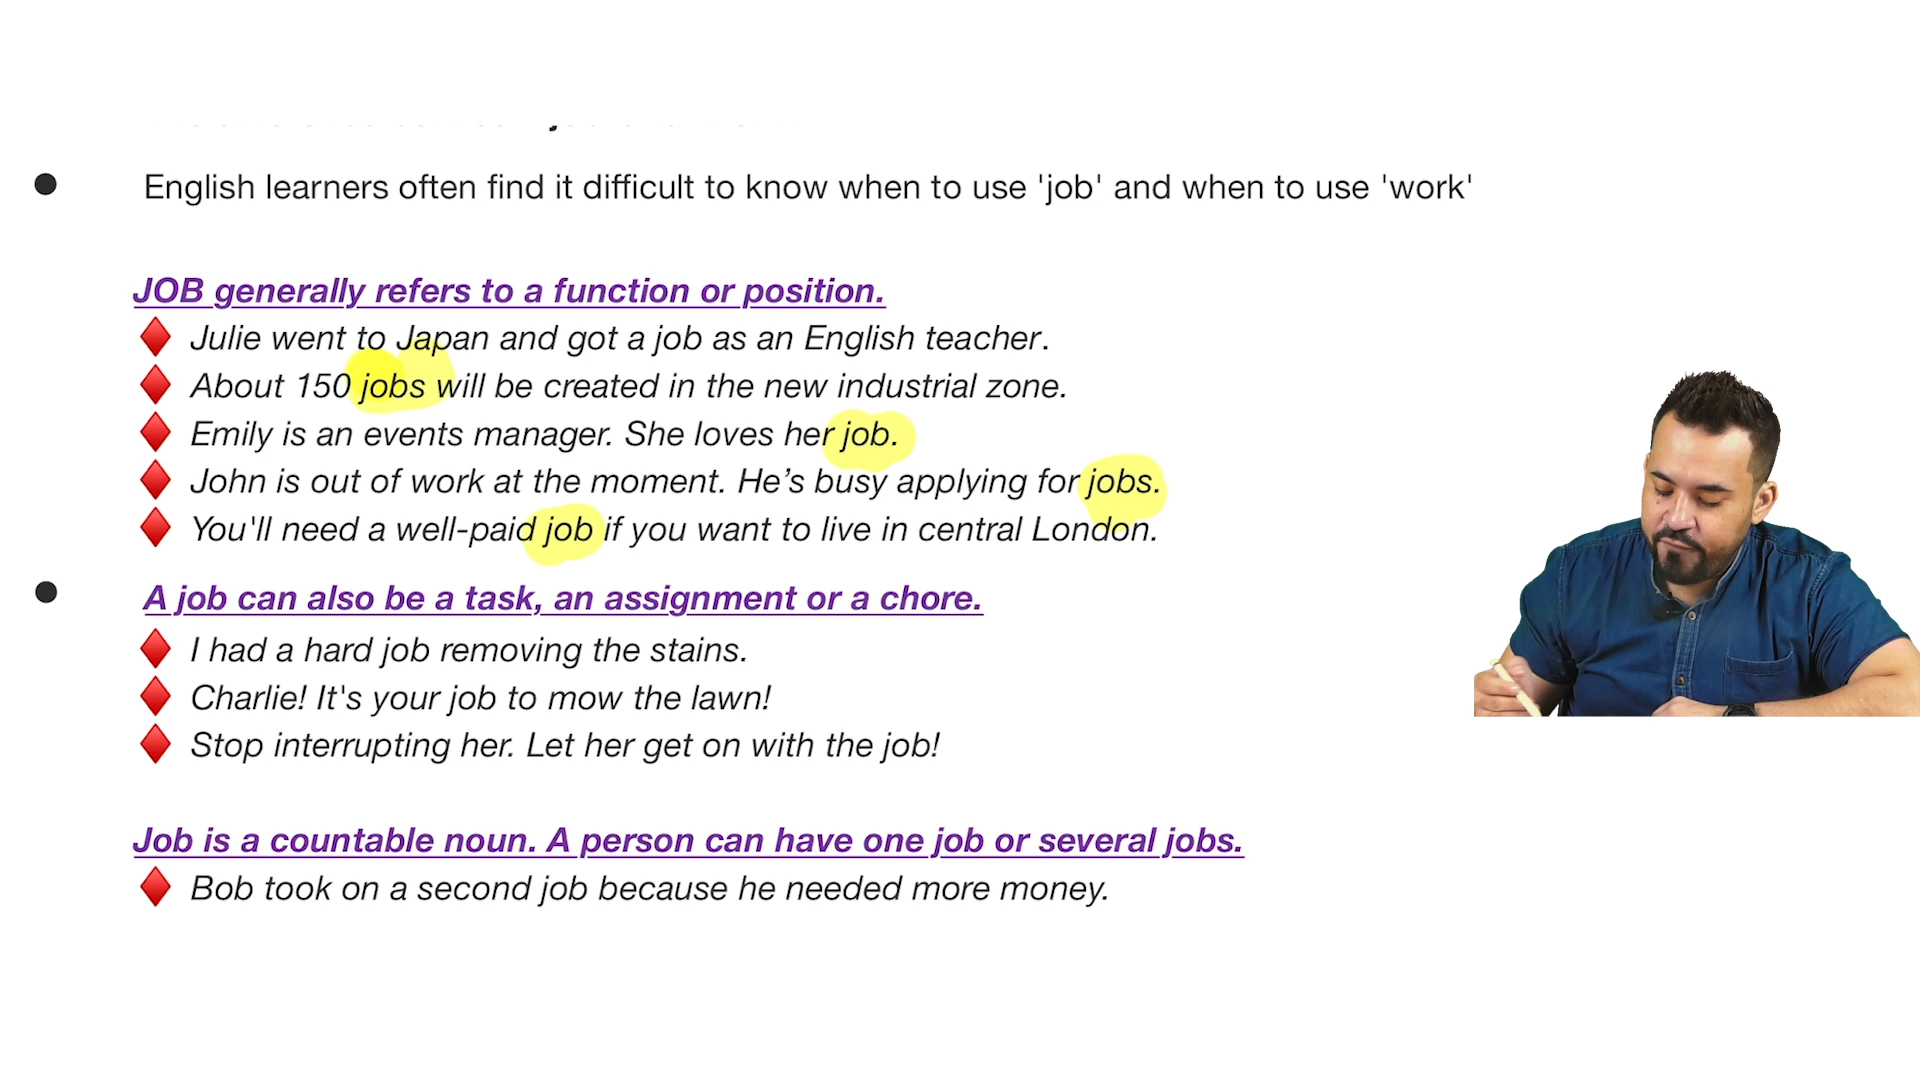 English learners often find it difficult to know when to use 'job' and when to use 'work'
JOB generally refers to a function or position.
Julie went to Japan and got a job as an English teacher.
About 150 jobs will be created in the new industrial zone.
Emily is an events manager. She loves her job.
John is out of work at the moment. He’s busy applying for jobs.
You'll need a well-paid job if you want to live in central London.
A job can also be a task, an assignment or a chore.
I had a hard job removing the stains.
Charlie! It's your job to mow the lawn!
Stop interrupting her. Let her get on with the job!
Job is a countable noun. A person can have one job or several jobs.
Bob took on a second job because he needed more money.